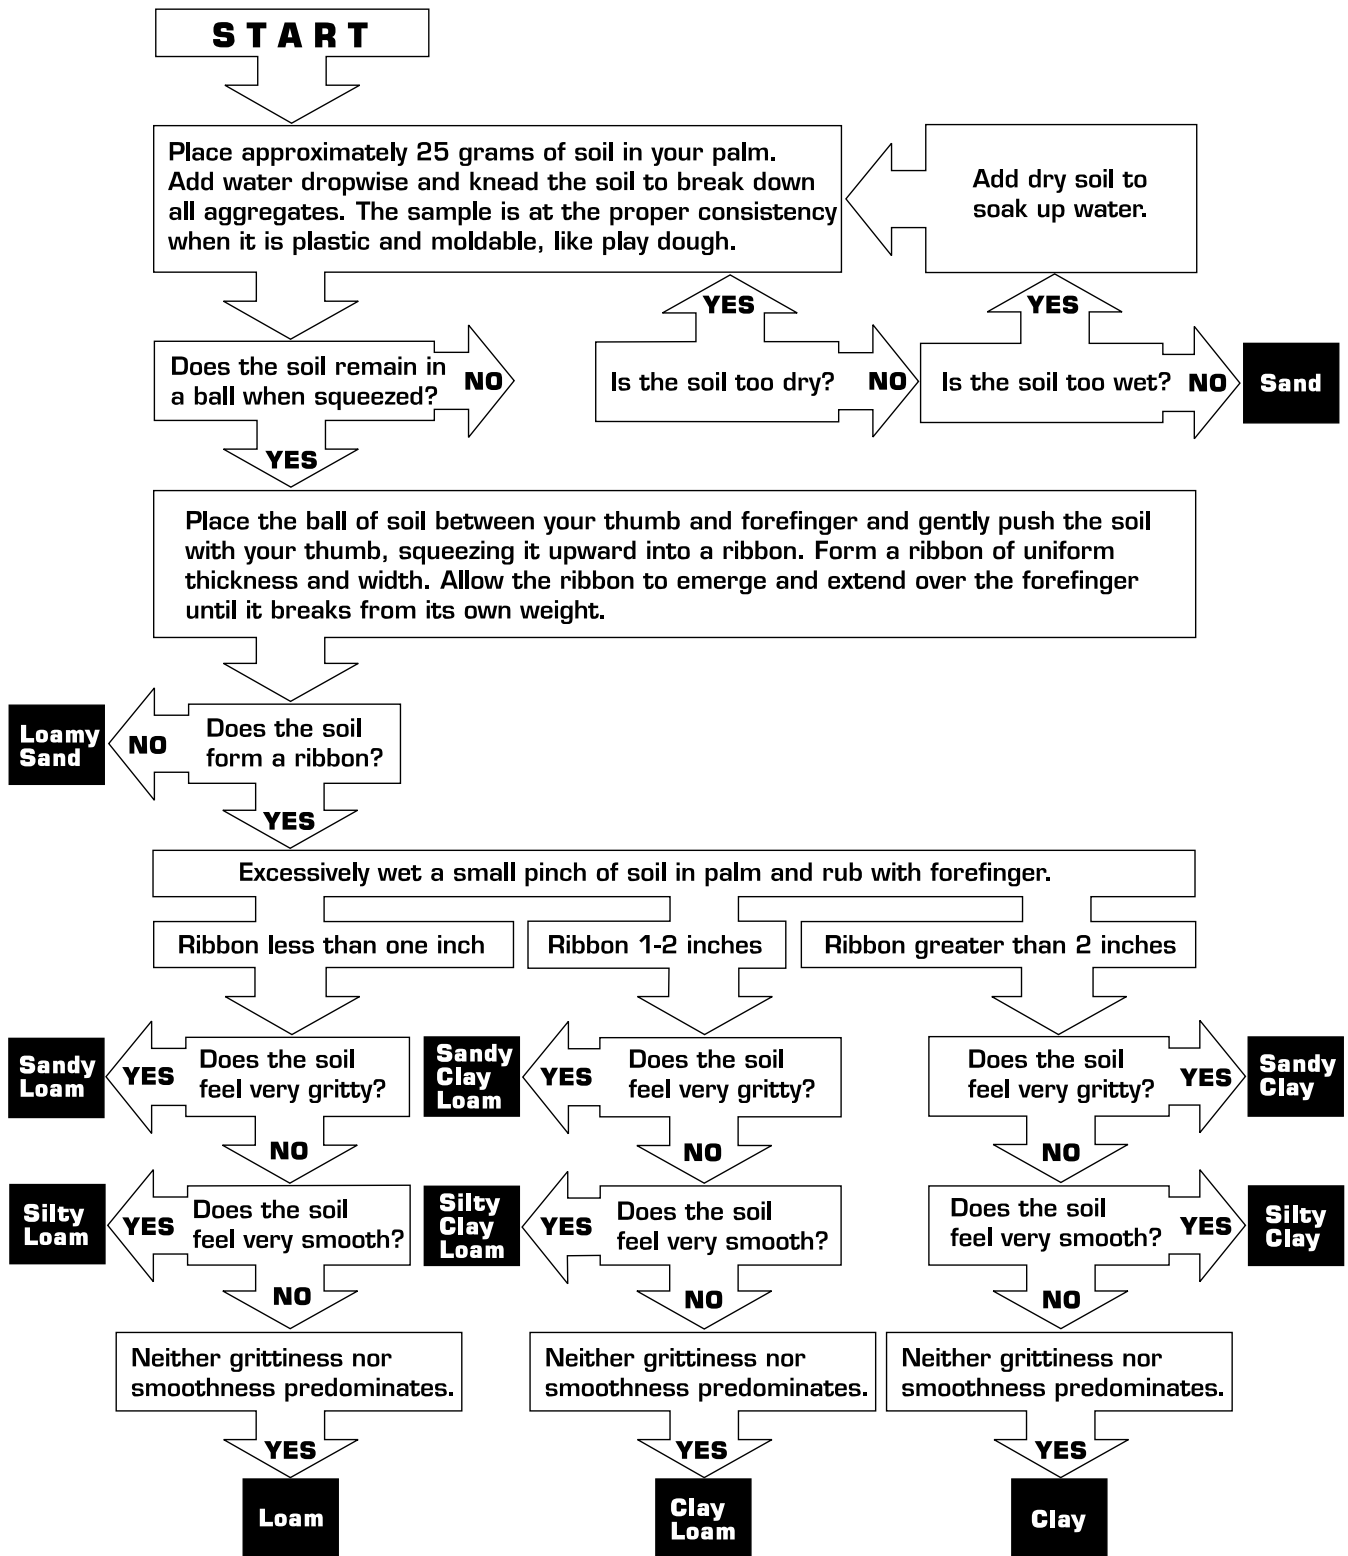 START
Place approximately 25 grams of soil in your palm.
Add water dropwise and knead the soil to break down
all aggregates. The sample is at the proper consistency
when it is plastic and moldable, like play dough.
Add dry soil to
soak up water.
YES
YES
Does the soil remain in
a ball when squeezed?
NO
Is the soil too dry?
NO
Is the soil too wet?
NO
Sand
YES
Place the ball of soil between your thumb and forefinger and gently push the soil
with your thumb, squeezing it upward into a ribbon. Form a ribbon of uniform
thickness and width. Allow the ribbon to emerge and extend over the forefinger
until it breaks from its own weight.
Loamy
Sand
NO
Does the soil
form a ribbon?
YES
Excessively wet a small pinch of soil in palm and rub with forefinger.
Ribbon less than one inch
Ribbon 1-2 inches
Ribbon greater than 2 inches
Sandy
Loam
YES
Does the soil
feel very gritty?
Sandy
Clay
Loam
YES
Does the soil
feel very gritty?
Does the soil
feel very gritty?
YES
Sandy
Clay
NO
NO
NO
Silty
Loam
YES
Does the soil
feel very smooth?
Silty
Clay
Loam
YES
Does the soil
feel very smooth?
Does the soil
feel very smooth?
YES
Silty
Clay
NO
NO
NO
Neither grittiness nor
smoothness predominates.
Neither grittiness nor
smoothness predominates.
Neither grittiness nor
smoothness predominates.
YES
YES
YES
Loam
Clay
Loam
Clay